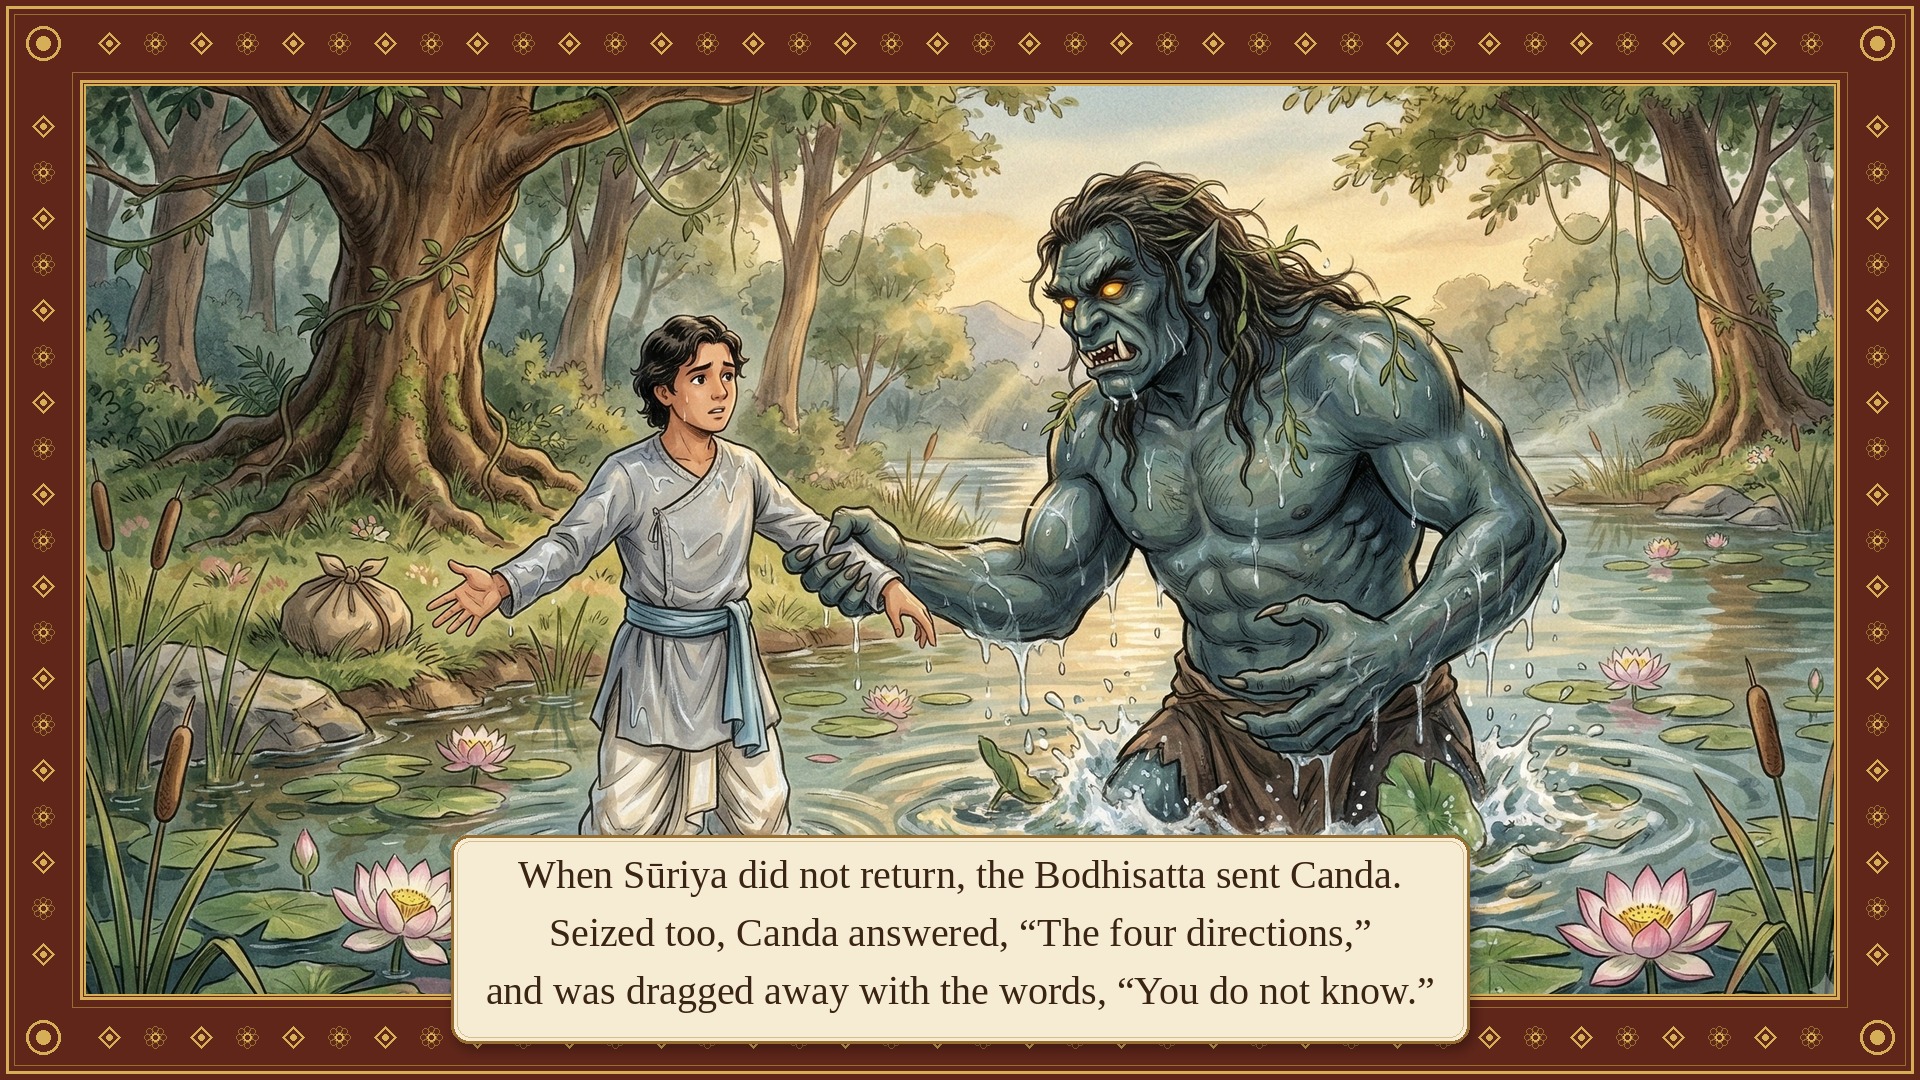 When Sūriya did not return, the Bodhisatta sent Canda.
Seized too, Canda answered, “The four directions,”
and was dragged away with the words, “You do not know.”